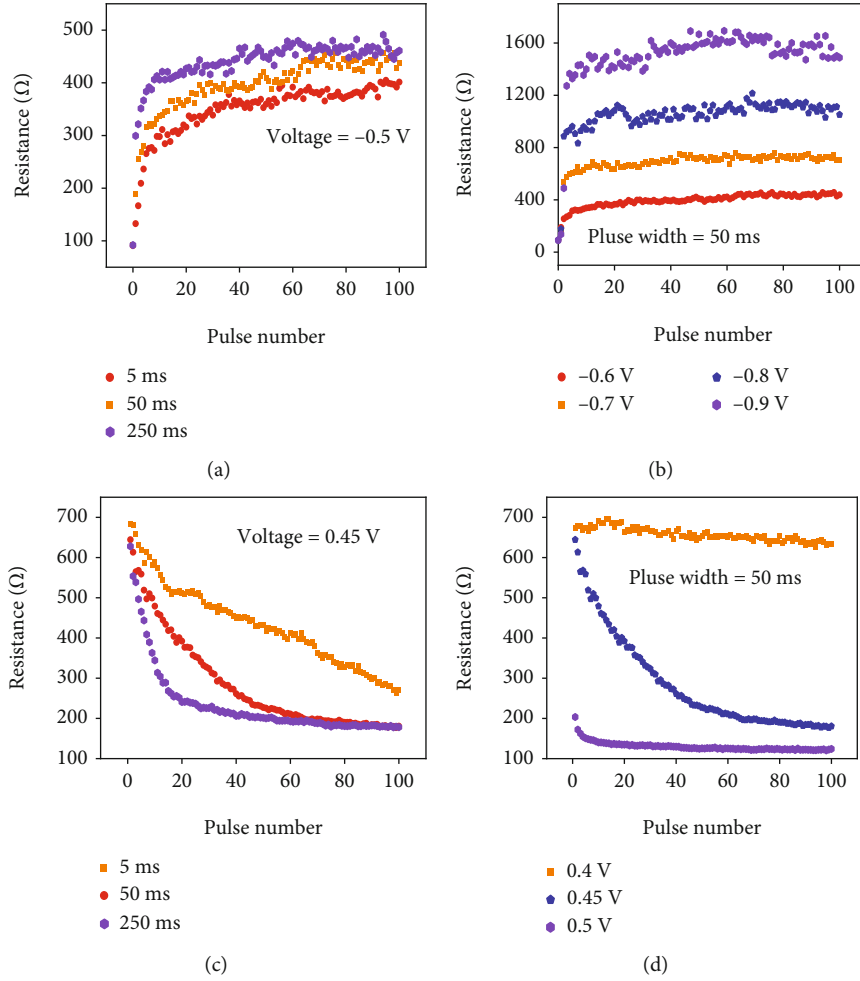 500
400
300
200
100
Resistance (Ω)
Voltage = –0.5 V
0 20 40 60 80 100
Pulse number
5 ms
50 ms
250 ms
(a)
1600
1200
800
400
0
Resistance (Ω)
Pluse width = 50 ms
0 20 40 60 80 100
Pulse number
–0.6 V –0.8 V
–0.7 V –0.9 V
(b)
700
600
500
400
300
200
100
Resistance (Ω)
Voltage = 0.45 V
0 20 40 60 80 100
Pulse number
5 ms
50 ms
250 ms
(c)
700
600
500
400
300
200
100
Resistance (Ω)
Pluse width = 50 ms
0 20 40 60 80 100
Pulse number
0.4 V
0.45 V
0.5 V
(d)